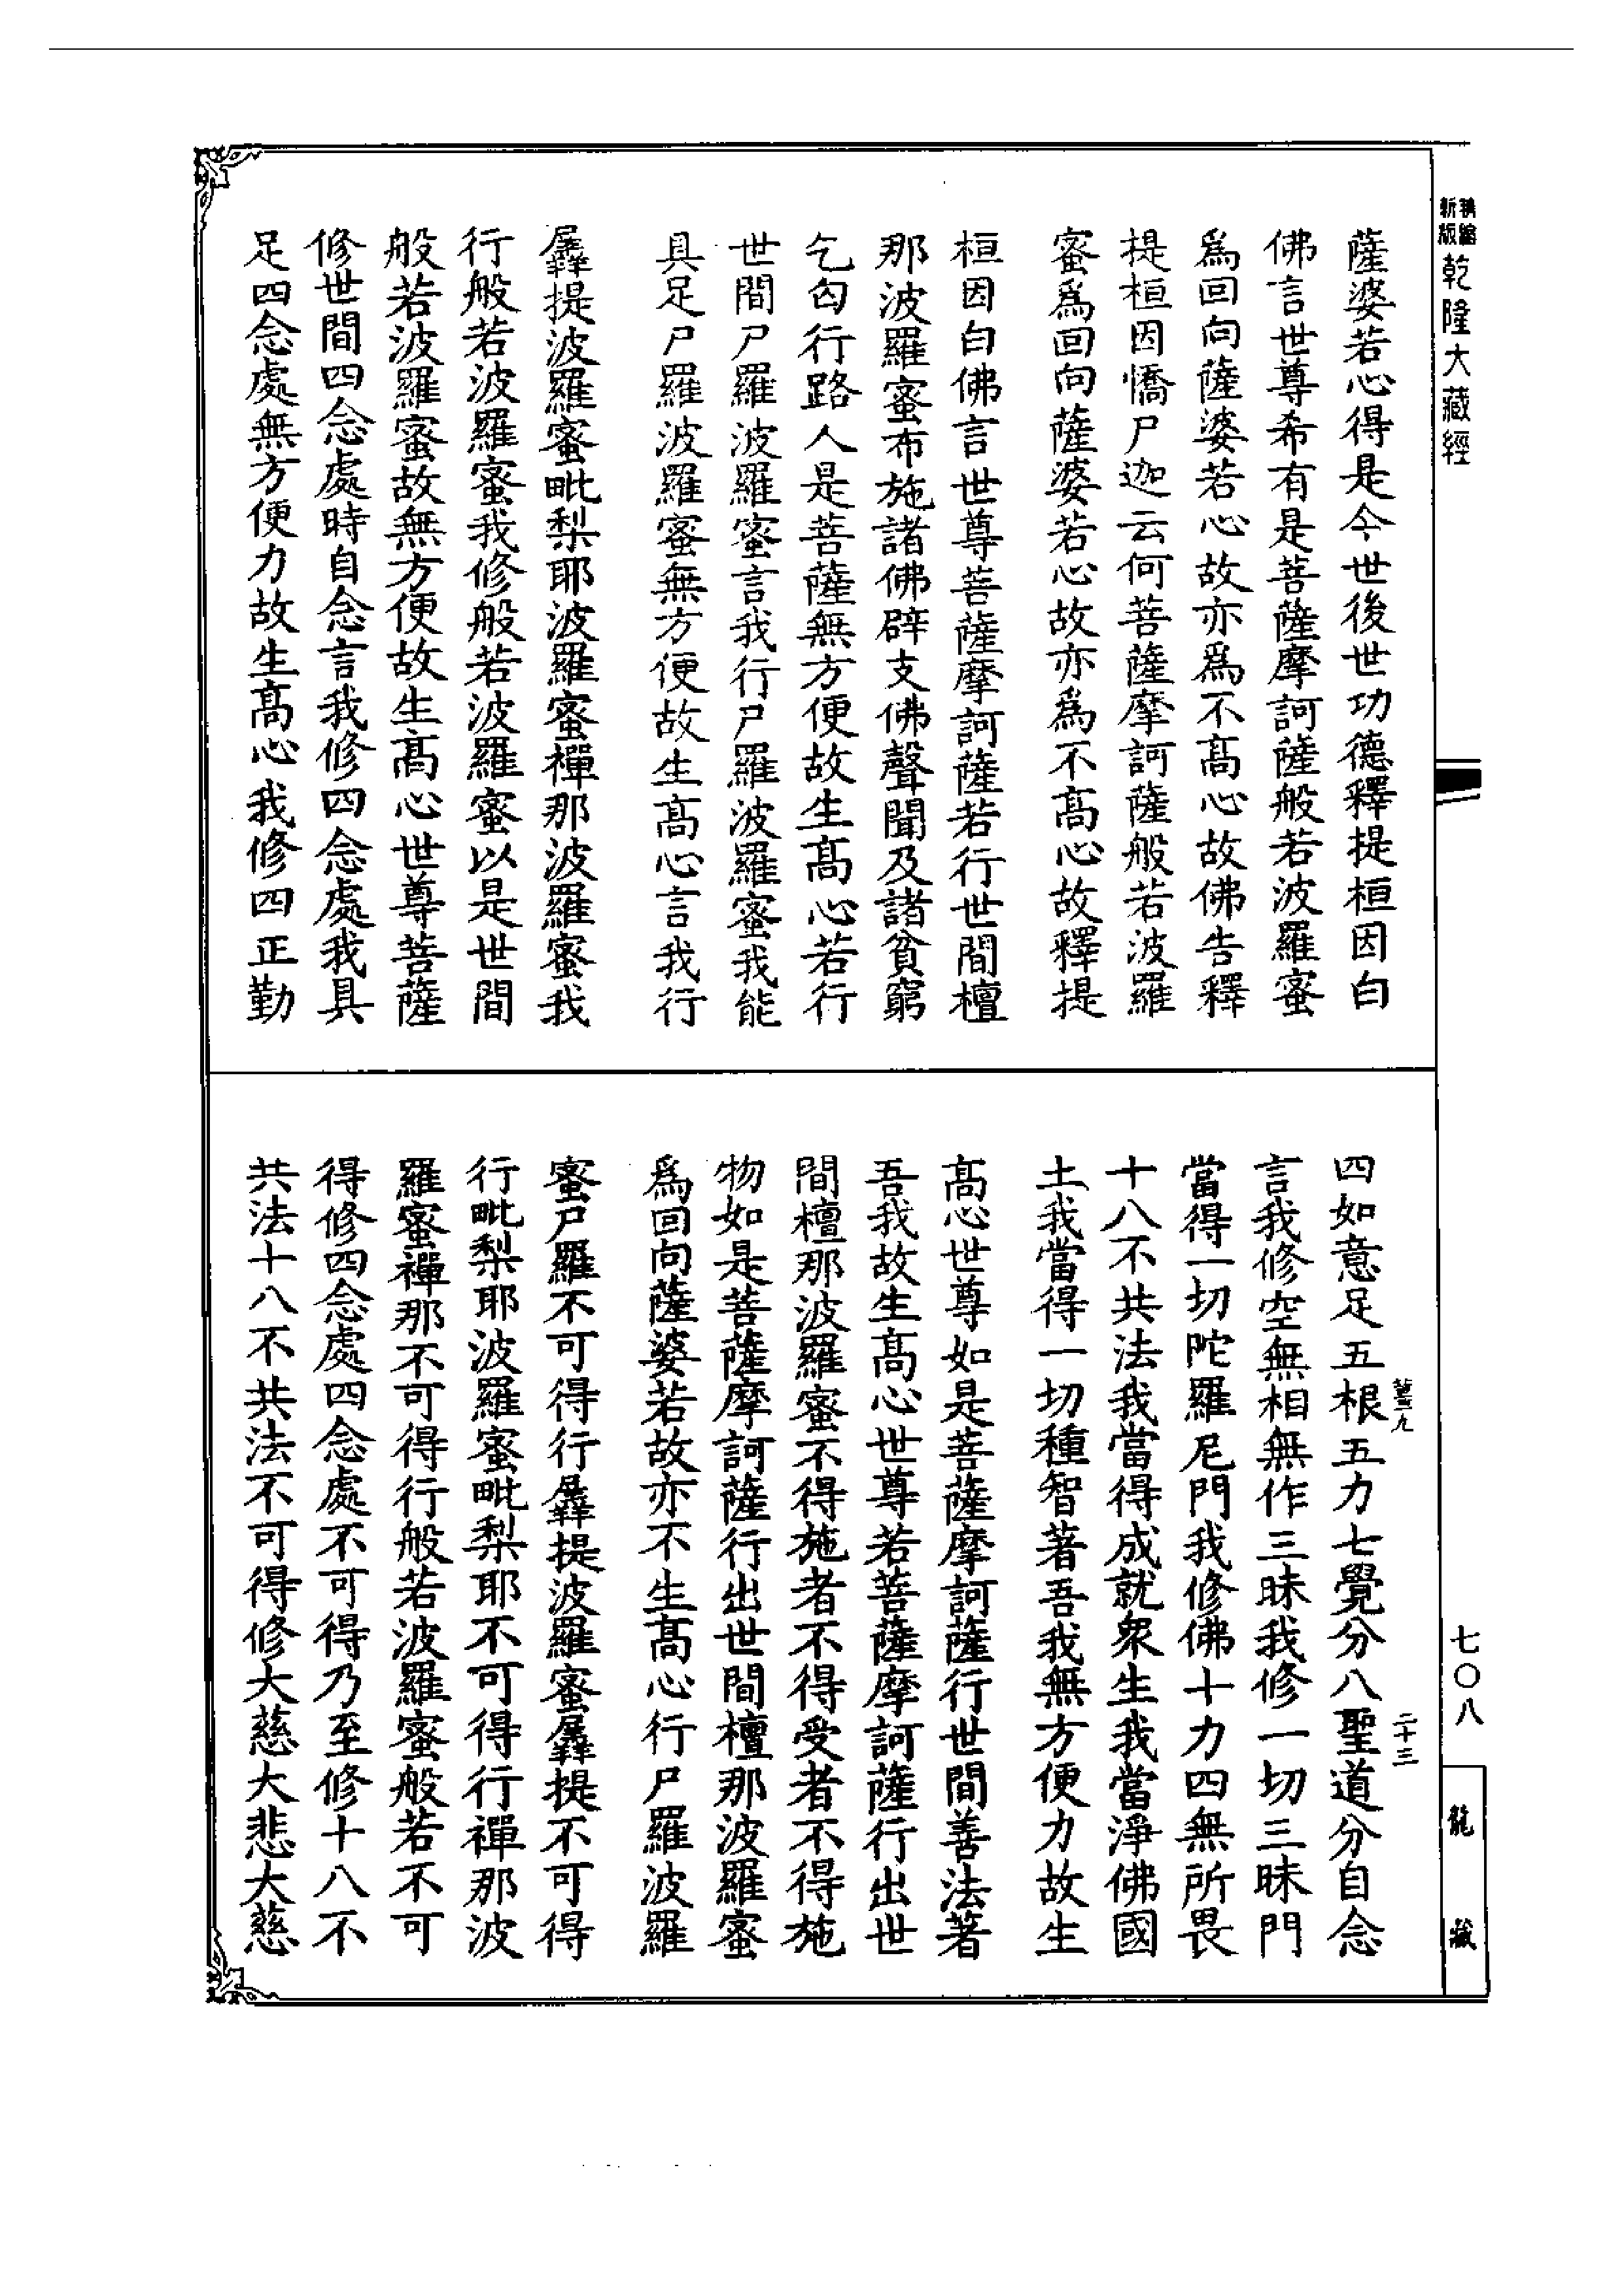 新版
精縮
乾隆大藏經
薩婆若心得是今世後世功德釋提桓因白
佛言世尊希有是菩薩摩訶薩般若波羅蜜
爲回向薩婆若心故亦爲不高心故佛告釋
提桓因憍尸迦云何菩薩摩訶薩般若波羅
蜜爲回向薩婆若心故亦爲不高心故釋提
桓因白佛言世尊菩薩摩訶薩若行世間檀
那波羅蜜布施諸佛辟支佛聲聞及諸貧窮
乞匃行路人是菩薩無方便故生高心若行
世間尸羅波羅蜜言我行尸羅波羅蜜我能
具足尸羅波羅蜜無方便故生高心言我行
羼提波羅蜜毗梨耶波羅蜜禪那波羅蜜我
行般若波羅蜜我修般若波羅蜜以是世間
般若波羅蜜故無方便故生高心世尊菩薩
修世間四念處時自念言我修四念處我具
足四念處無方便力故生高心我修四正勤
四如意足五根五力七覺分八聖道分自念
言我修空無相無作三昧我修一切三昧門
當得一切陀羅尼門我修佛十力四無所畏
十八不共法我當得成就衆生我當淨佛國
土我當得一切種智著吾我無方便力故生
高心世尊如是菩薩摩訶薩行世間善法著
吾我故生高心世尊若菩薩摩訶薩行出世
間檀那波羅蜜不得施者不得受者不得施
物如是菩薩摩訶薩行出世間檀那波羅蜜
爲回向薩婆若故亦不生高心行尸羅波羅
蜜尸羅不可得行羼提波羅蜜羼提不可得
行毗梨耶波羅蜜毗梨耶不可得行禪那波
羅蜜禪那不可得行般若波羅蜜般若不可
得修四念處四念處不可得乃至修十八不
共法十八不共法不可得修大慈大悲大慈
二十三
七〇八
龍藏